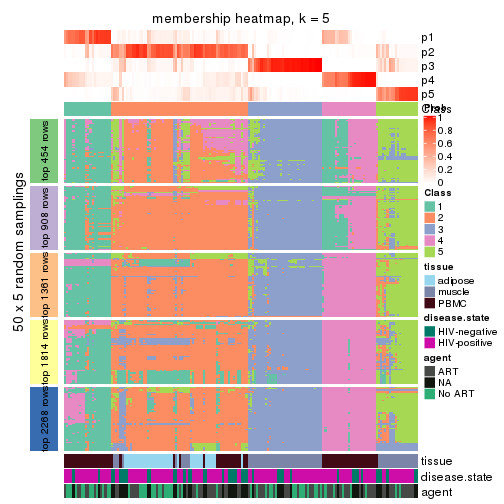 membership heatmap, k = 5
p1
p2
p3
p4
p5
Prob
Class
1
0.8
0.6
0.4
0.2
0
Class
1
2
3
4
5
tissue
adipose
muscle
PBMC
disease.state
HIV-negative
HIV-positive
agent
ART
NA
No ART
50 x 5 random samplings
top 454 rows
top 908 rows
top 1361 rows
top 1814 rows
top 2268 rows
tissue
disease.state
agent